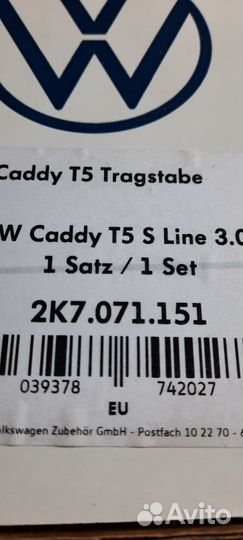 Caddy T5 Tragstabe
W Caddy T5 S Line 3.0
1 Satz / 1 Set
2K7.071.151
039378 742027
EU
lkswagen Zubehör GmbH - Postfach 10 22 70 -
Avito